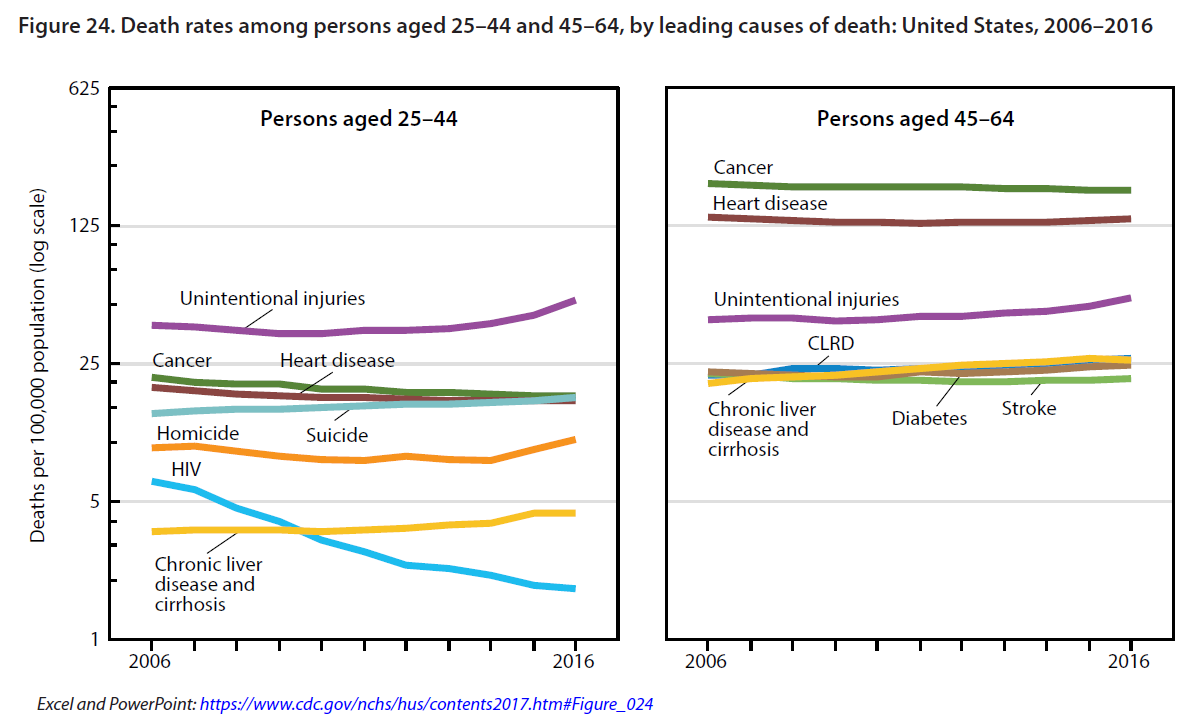 Figure 24. Death rates among persons aged 25–44 and 45–64, by leading causes of death: United States, 2006–2016
Deaths per 100,000 population (log scale)
625
125
25
5
1
Persons aged 25–44
Unintentional injuries
Cancer
Heart disease
Homicide
Suicide
HIV
Chronic liver
disease and
cirrhosis
2006
2016
Persons aged 45–64
Cancer
Heart disease
Unintentional injuries
CLRD
Chronic liver
disease and
cirrhosis
Diabetes
Stroke
2006
2016
Excel and PowerPoint: https://www.cdc.gov/nchs/hus/contents2017.htm#Figure_024